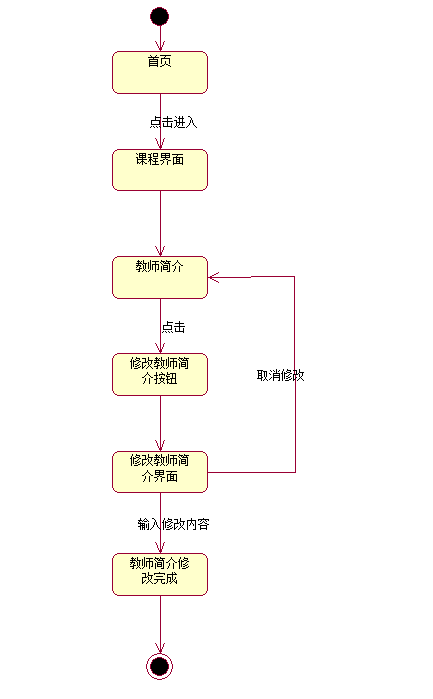 首页
点击进入
课程界面
教师简介
点击
修改教师简
介按钮
取消修改
修改教师简
介界面
输入修改内容
教师简介修
改完成